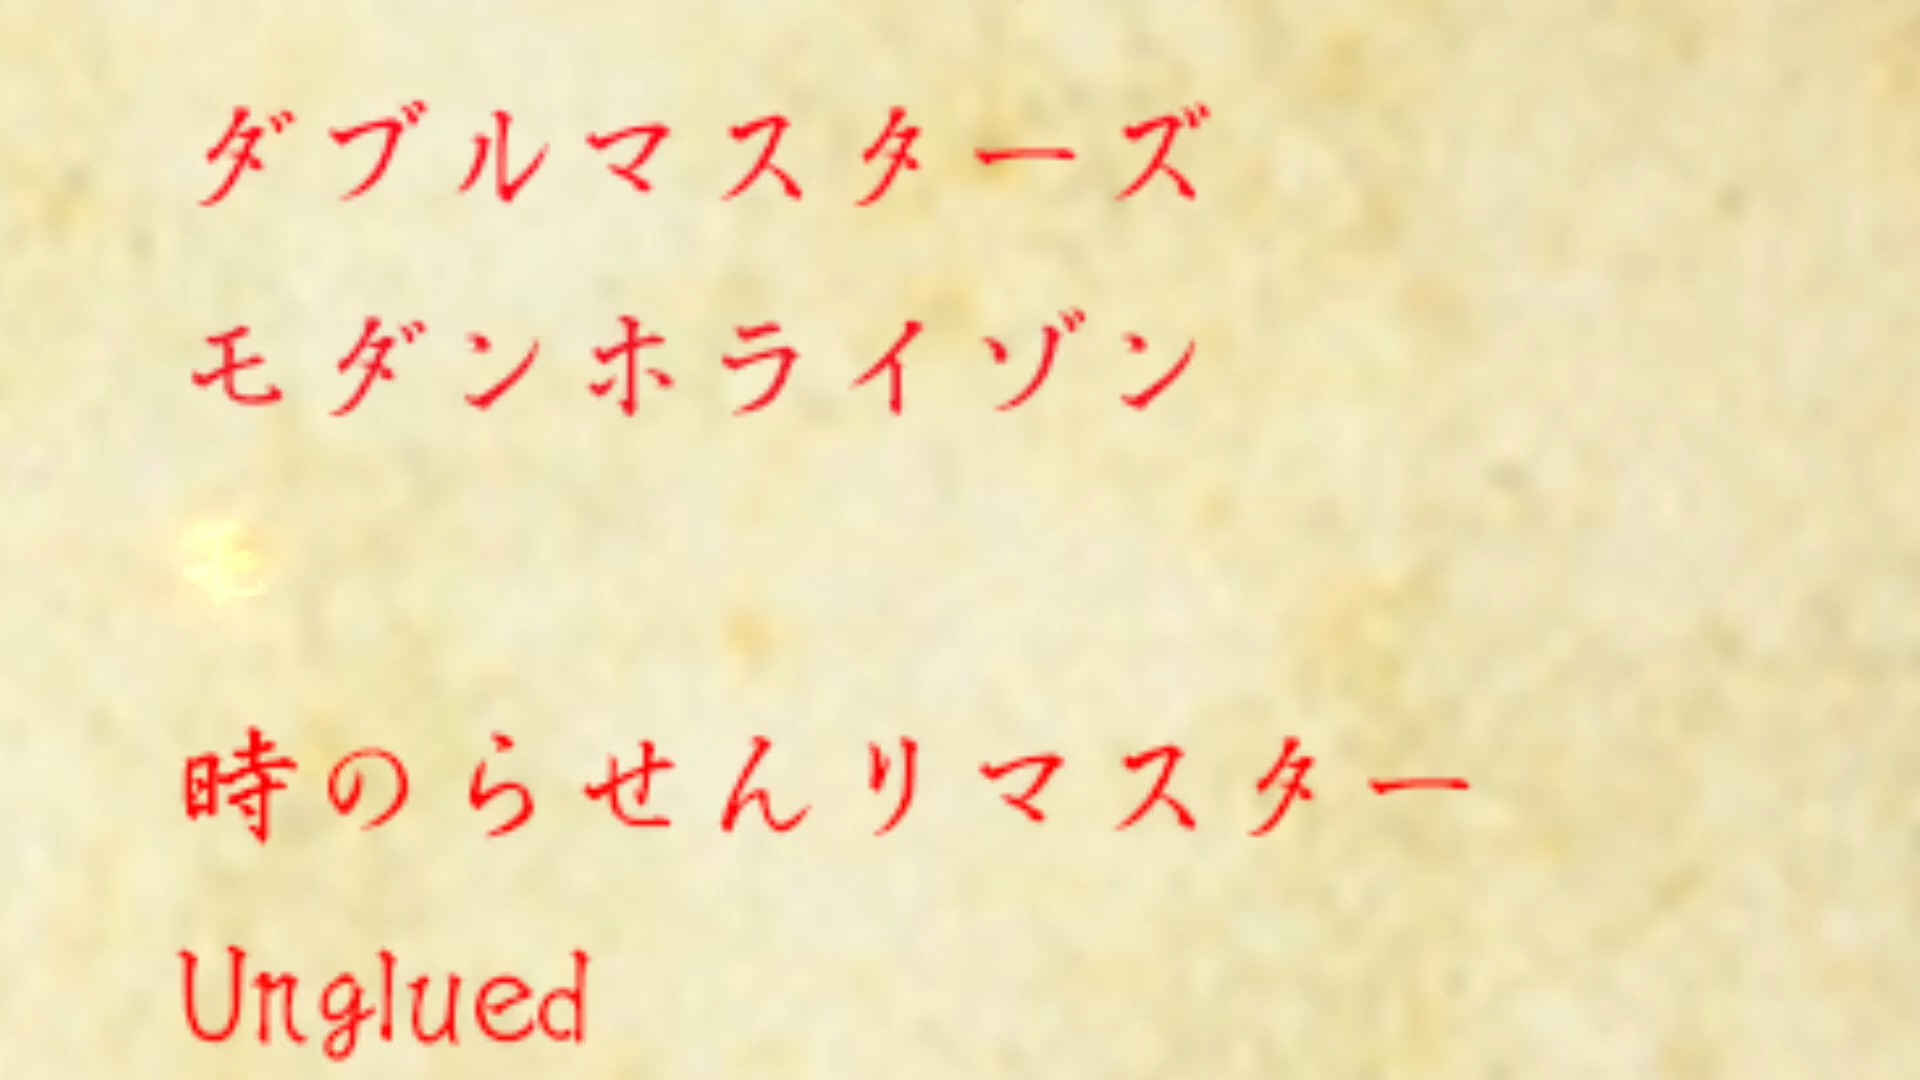 ダブルマスターズ
モダンホライゾン
時のらせんリマスター
Unglued